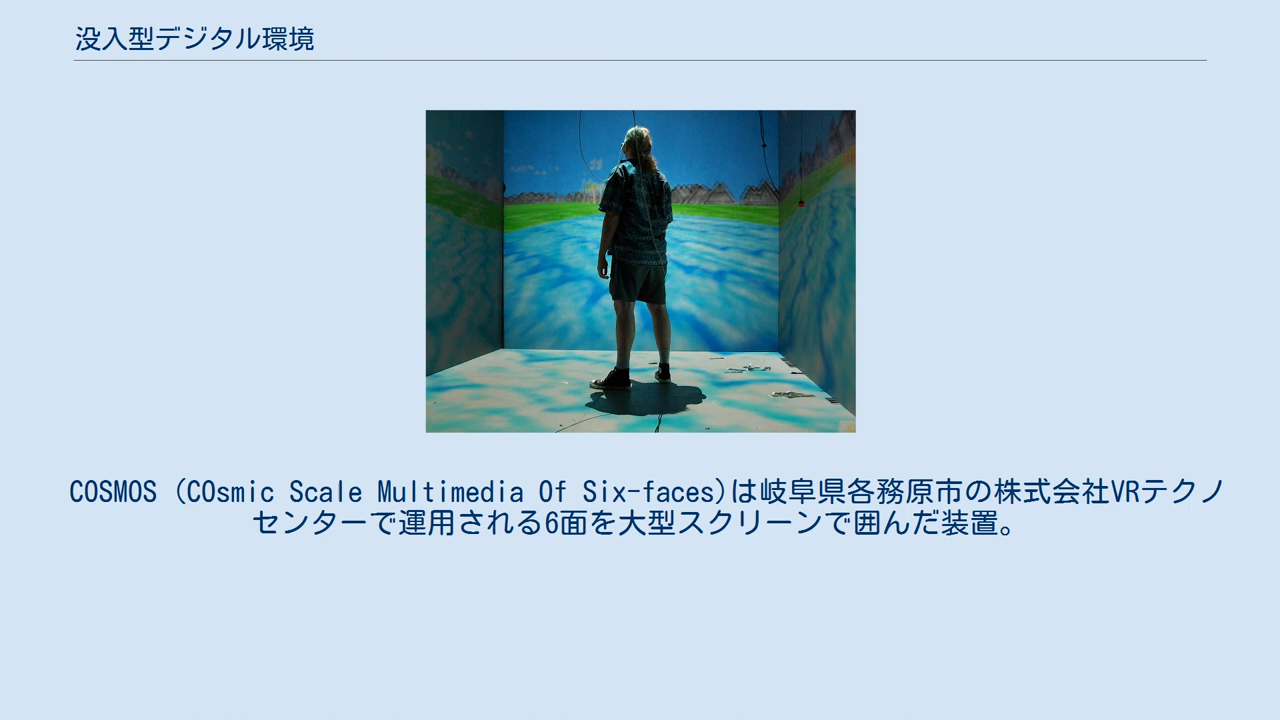 没入型デジタル環境
COSMOS (COsmic Scale Multimedia Of Six-faces)は岐阜県各務原市の株式会社VRテクノ
センターで運用される6面を大型スクリーンで囲んだ装置。